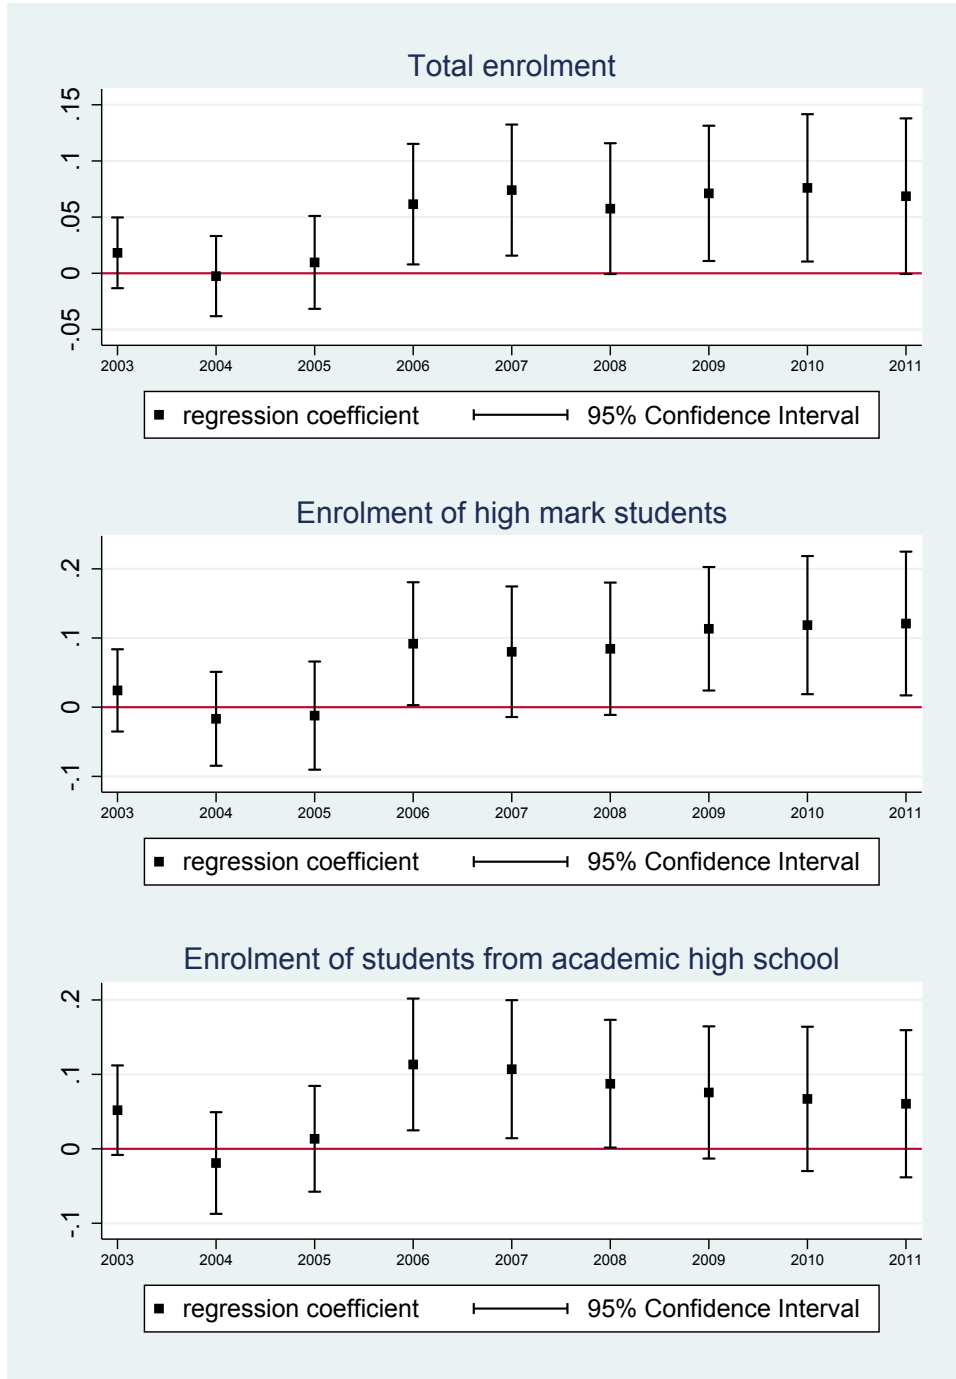 Total enrolment
.15
.1
.05
0
-.05
2003 2004 2005 2006 2007 2008 2009 2010 2011
regression coefficient 95% Confidence Interval
Enrolment of high mark students
.2
.1
0
-.1
2003 2004 2005 2006 2007 2008 2009 2010 2011
regression coefficient 95% Confidence Interval
Enrolment of students from academic high school
.2
.1
0
-.1
2003 2004 2005 2006 2007 2008 2009 2010 2011
regression coefficient 95% Confidence Interval